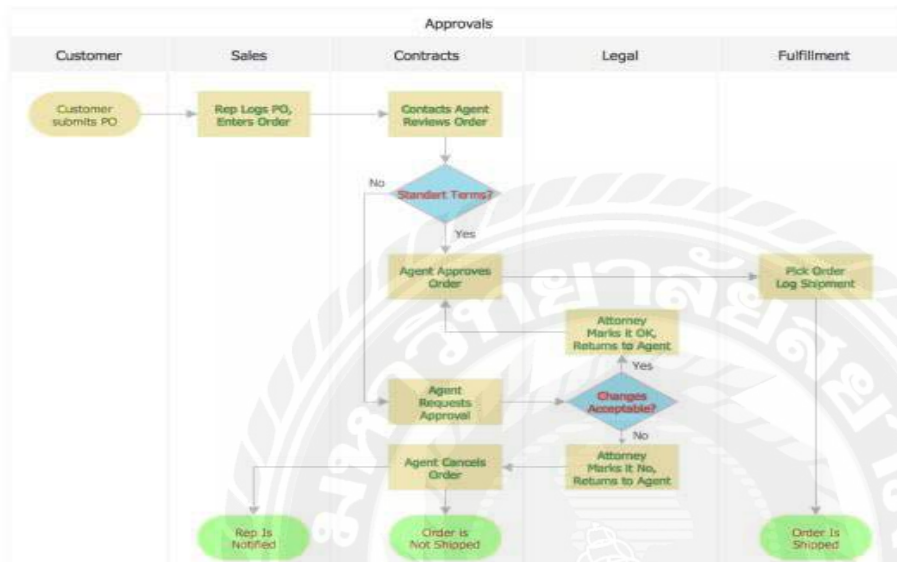 Approvals
Customer
Sales
Contracts
Legal
Fulfillment
Customer
submits PO
Rep Logs PO,
Enters Order
Contacts Agent
Reviews Order
No
Standart Terms?
Yes
Agent Approves
Order
Pick Order
Log Shipment
Attorney
Marks it OK,
Returns to Agent
Yes
Agent
Requests
Approval
Changes
Acceptable?
No
Agent Cancels
Order
Attorney
Marks it No,
Returns to Agent
Rep Is
Notified
Order is
Not Shipped
Order Is
Shipped